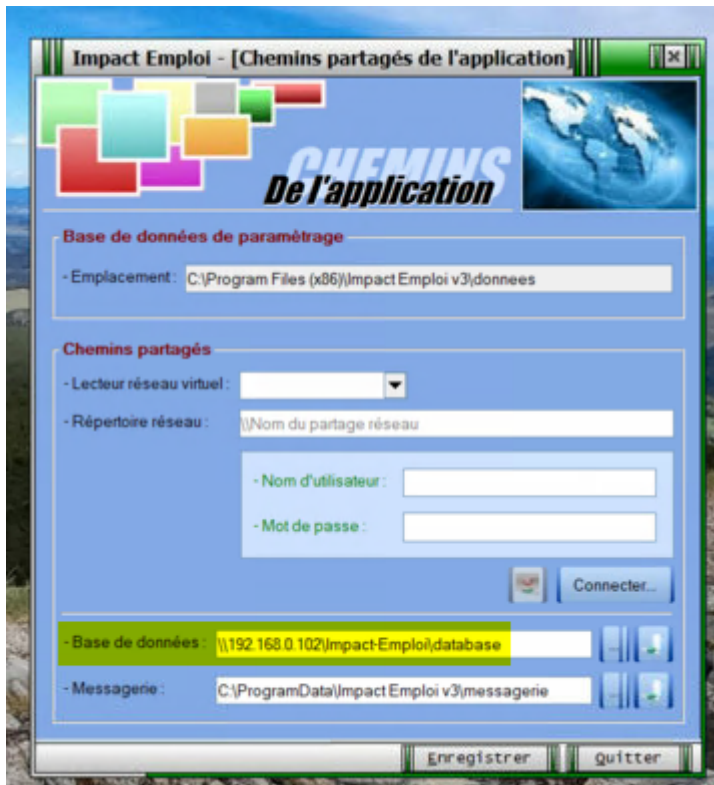 Impact Emploi - [Chemins partagés de l'application]
CHEMINS
De l'application
Base de données de paramètrage
- Emplacement : C:\Program Files (x86)\Impact Emploi v3\donnees
Chemins partagés
- Lecteur réseau virtuel :
- Répertoire réseau : \\Nom du partage réseau
- Nom d'utilisateur :
- Mot de passe :
Connecter...
- Base de données : \\192.168.0.102\Impact-Emploi\database
- Messagerie : C:\ProgramData\Impact Emploi v3\messagerie
Enregistrer Quitter